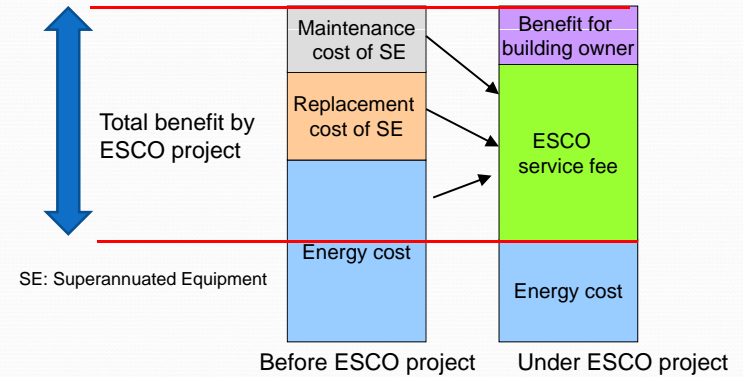 Maintenance
cost of SE
Benefit for
building owner
Replacement
cost of SE
Total benefit by
ESCO project
ESCO
service fee
Energy cost
SE: Superannuated Equipment
Energy cost
Before ESCO project
Under ESCO project